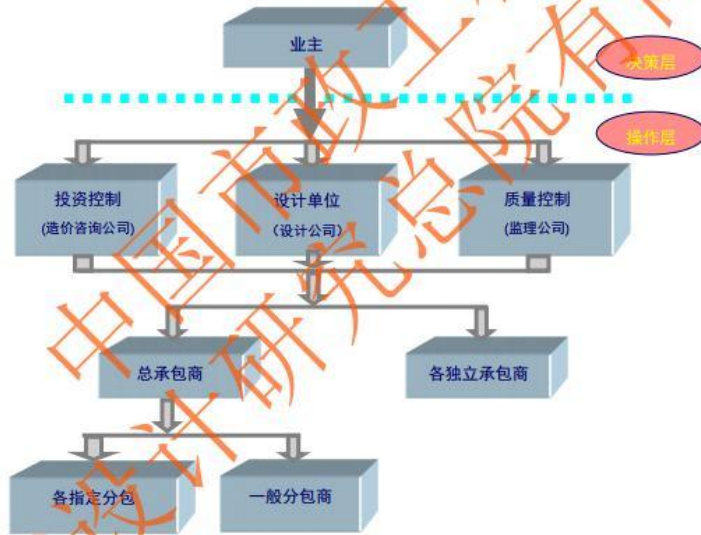 业主
决策层
操作层
投资控制
(造价咨询公司)
设计单位
(设计公司)
质量控制
(监理公司)
总承包商
各独立承包商
各指定分包
一般分包商
中国市政工
设计研究总院有